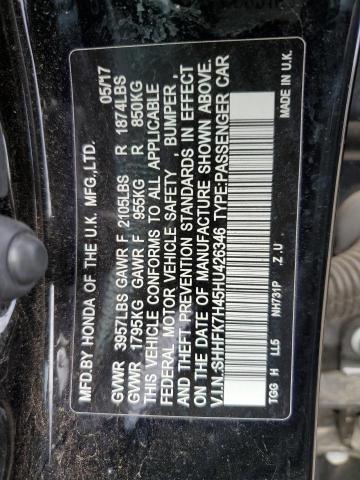 MFD.BY HONDA OF THE U.K. MFG.,LTD. 05/17
GVWR 3957LBS GAWR F 2105LBS R 1874LBS
GVWR 1795KG GAWR F 955KG R 850KG
THIS VEHICLE CONFORMS TO ALL APPLICABLE
FEDERAL MOTOR VEHICLE SAFETY , BUMPER ,
AND THEFT PREVENTION STANDARDS IN EFFECT
ON THE DATE OF MANUFACTURE SHOWN ABOVE.
V.I.N.:SHHFK7H45HU426346 TYPE:PASSENGER CAR
MADE IN U.K.
TGG H LL5 NH731P Z U